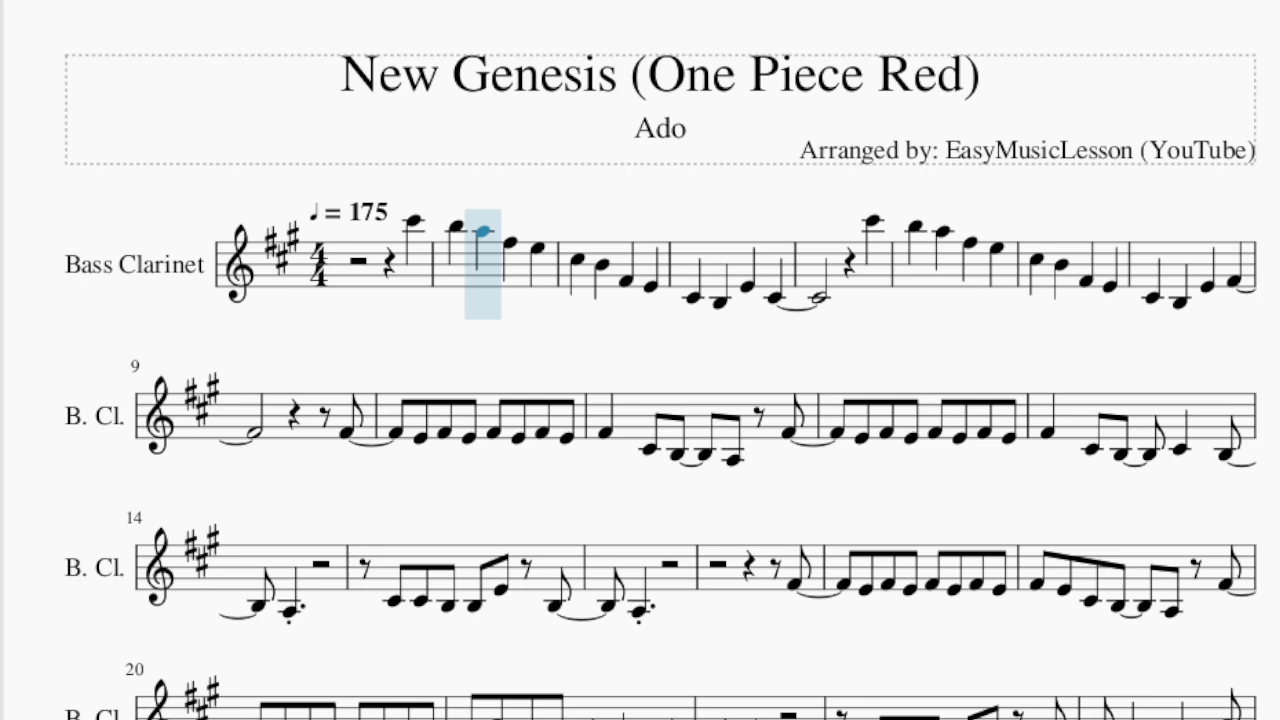 New Genesis (One Piece Red)
Ado
Arranged by: EasyMusicLesson (YouTube)
♩ = 175
Bass Clarinet
4
4
9
B. Cl.
14
B. Cl.
20
B. Cl.